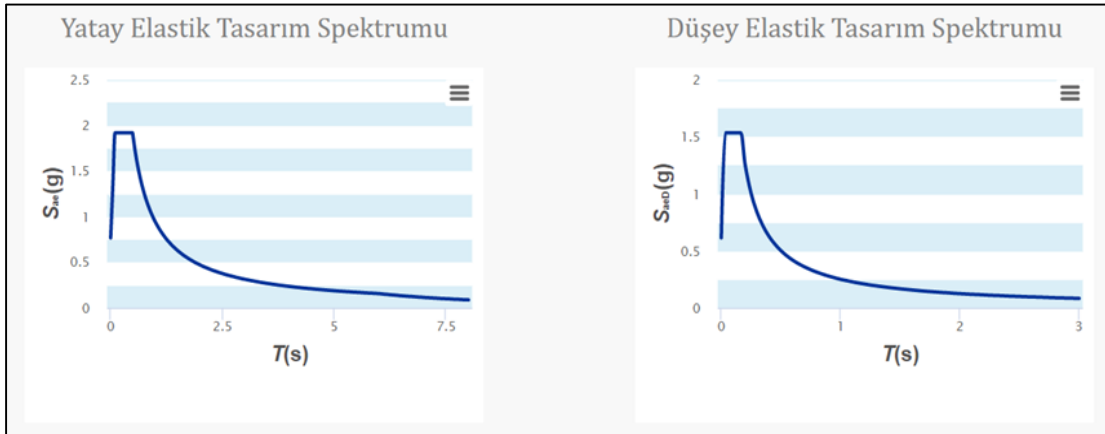 Yatay Elastik Tasarım Spektrumu
2.5
2
1.5
1
0.5
0
Sae(g)
0 2.5 5 7.5
T(s)
Düşey Elastik Tasarım Spektrumu
2
1.5
1
0.5
0
SaeD(g)
0 1 2 3
T(s)